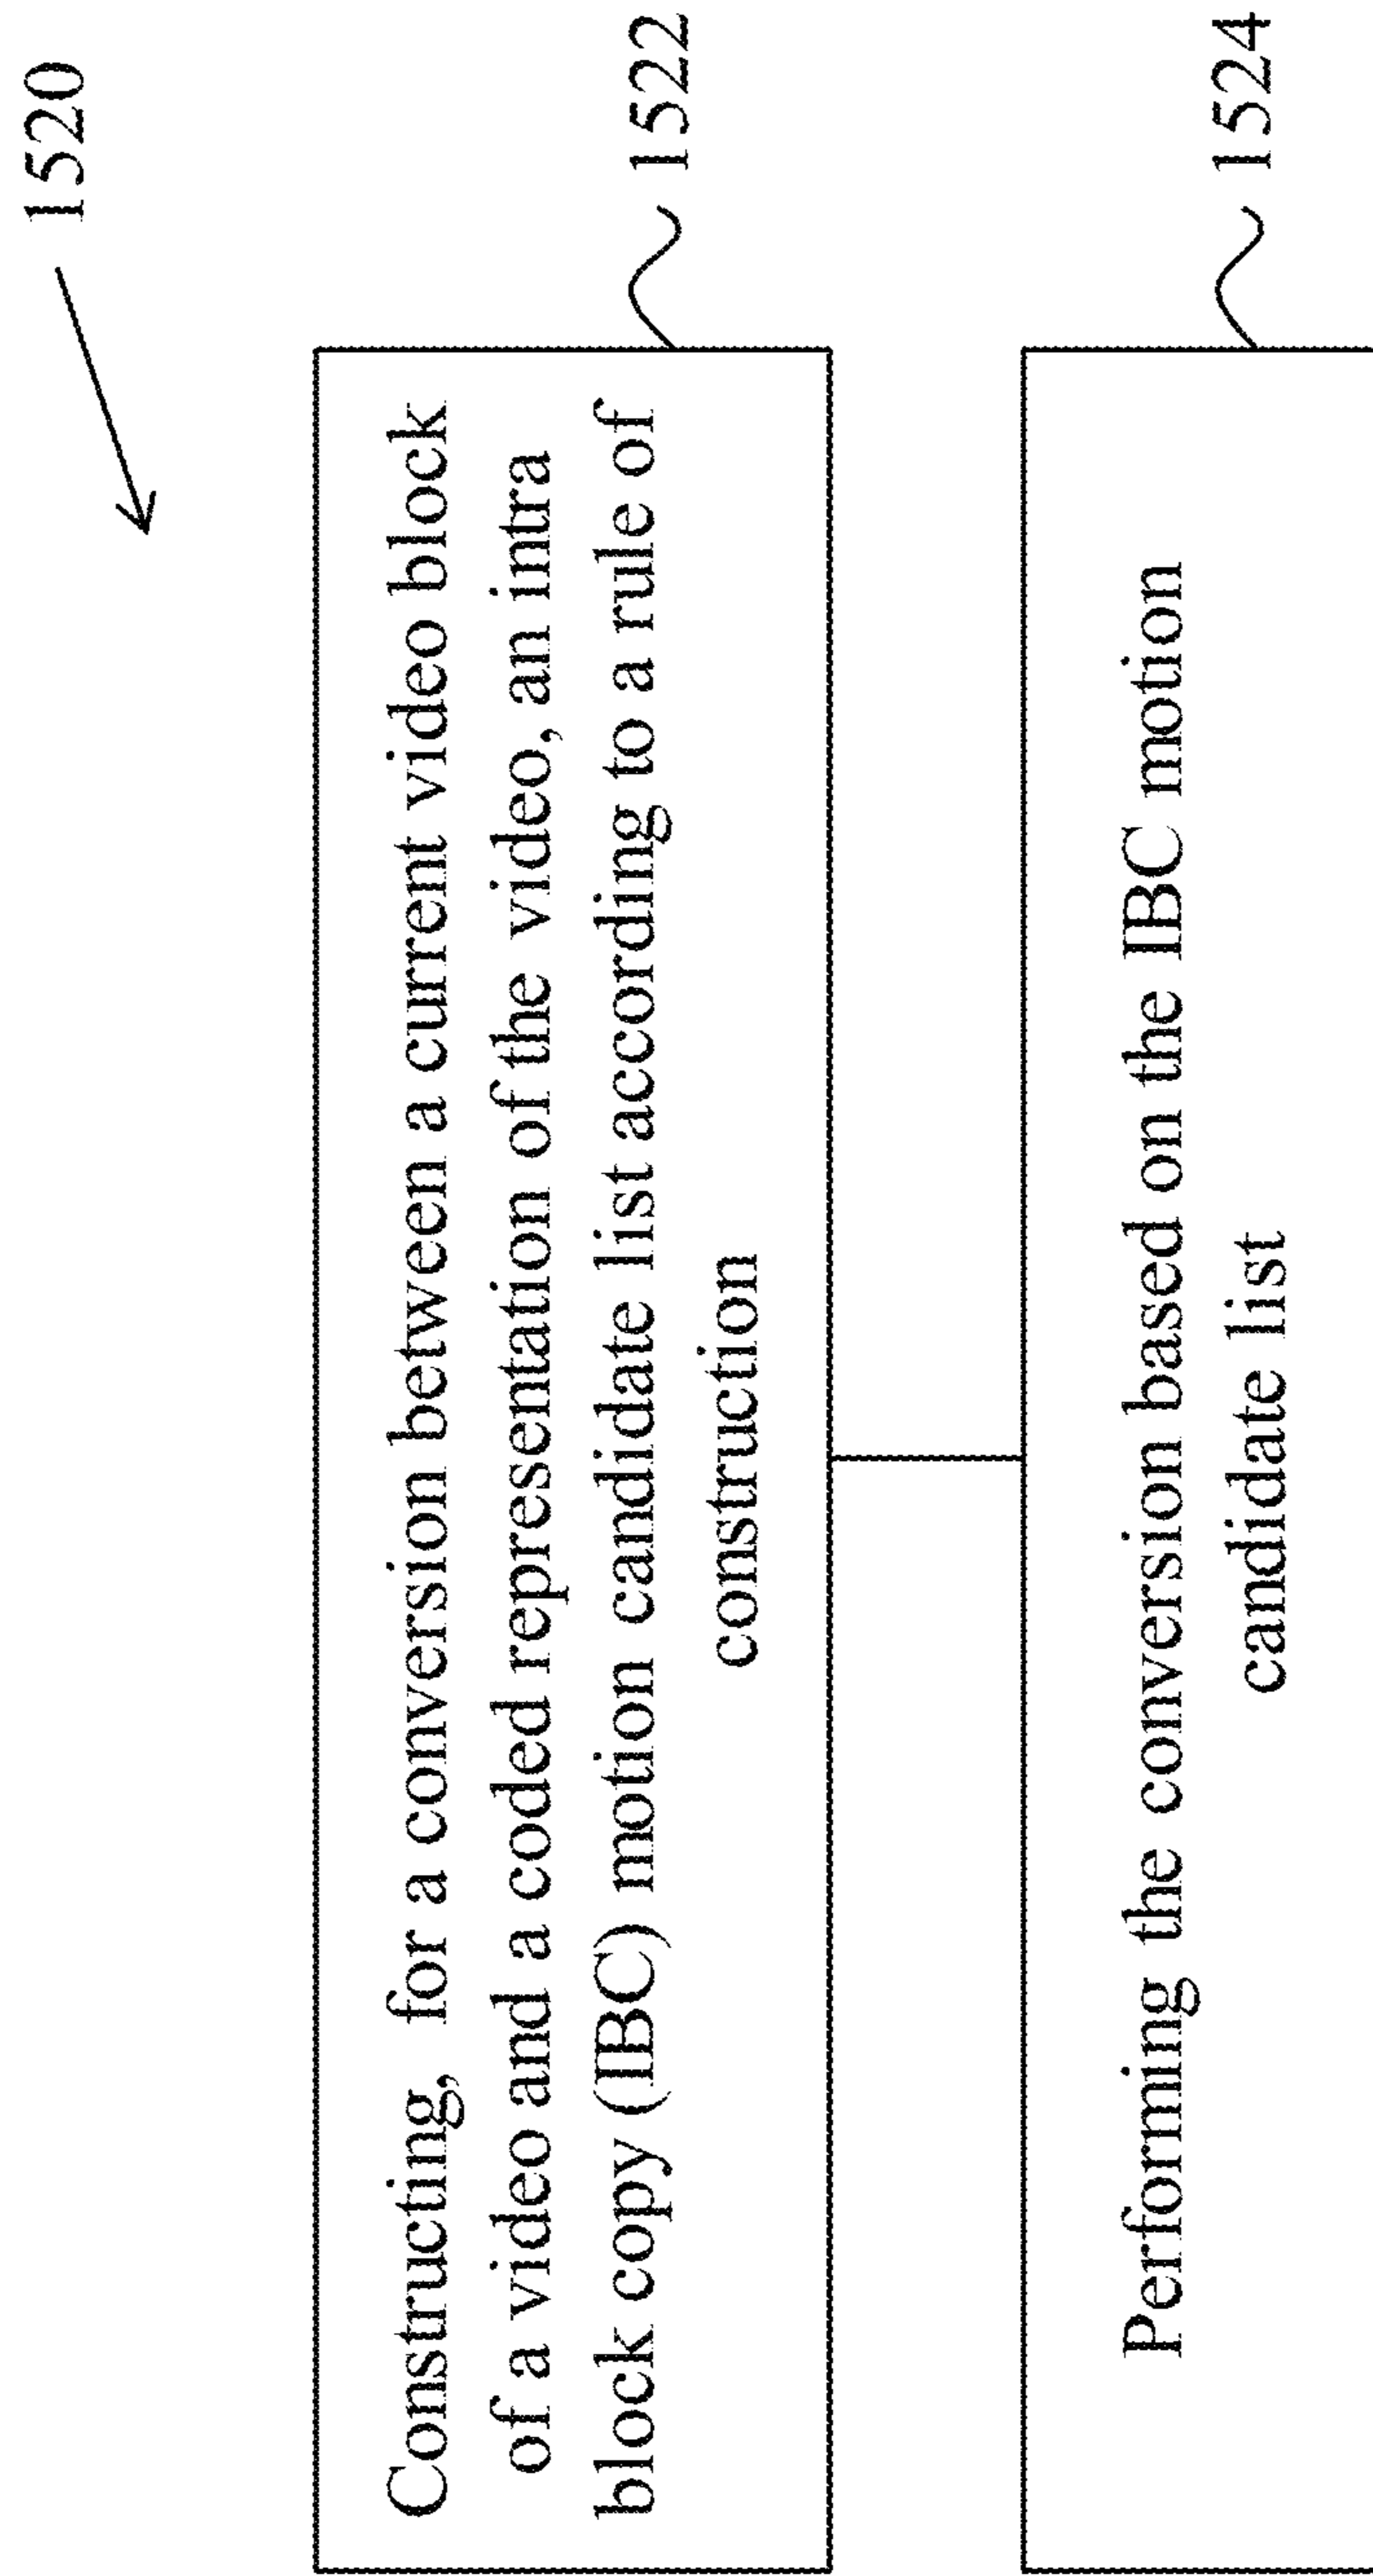 1520
Constructing, for a conversion between a current video block
of a video and a coded representation of the video, an intra
block copy (IBC) motion candidate list according to a rule of
construction
1522
Performing the conversion based on the IBC motion
candidate list
1524